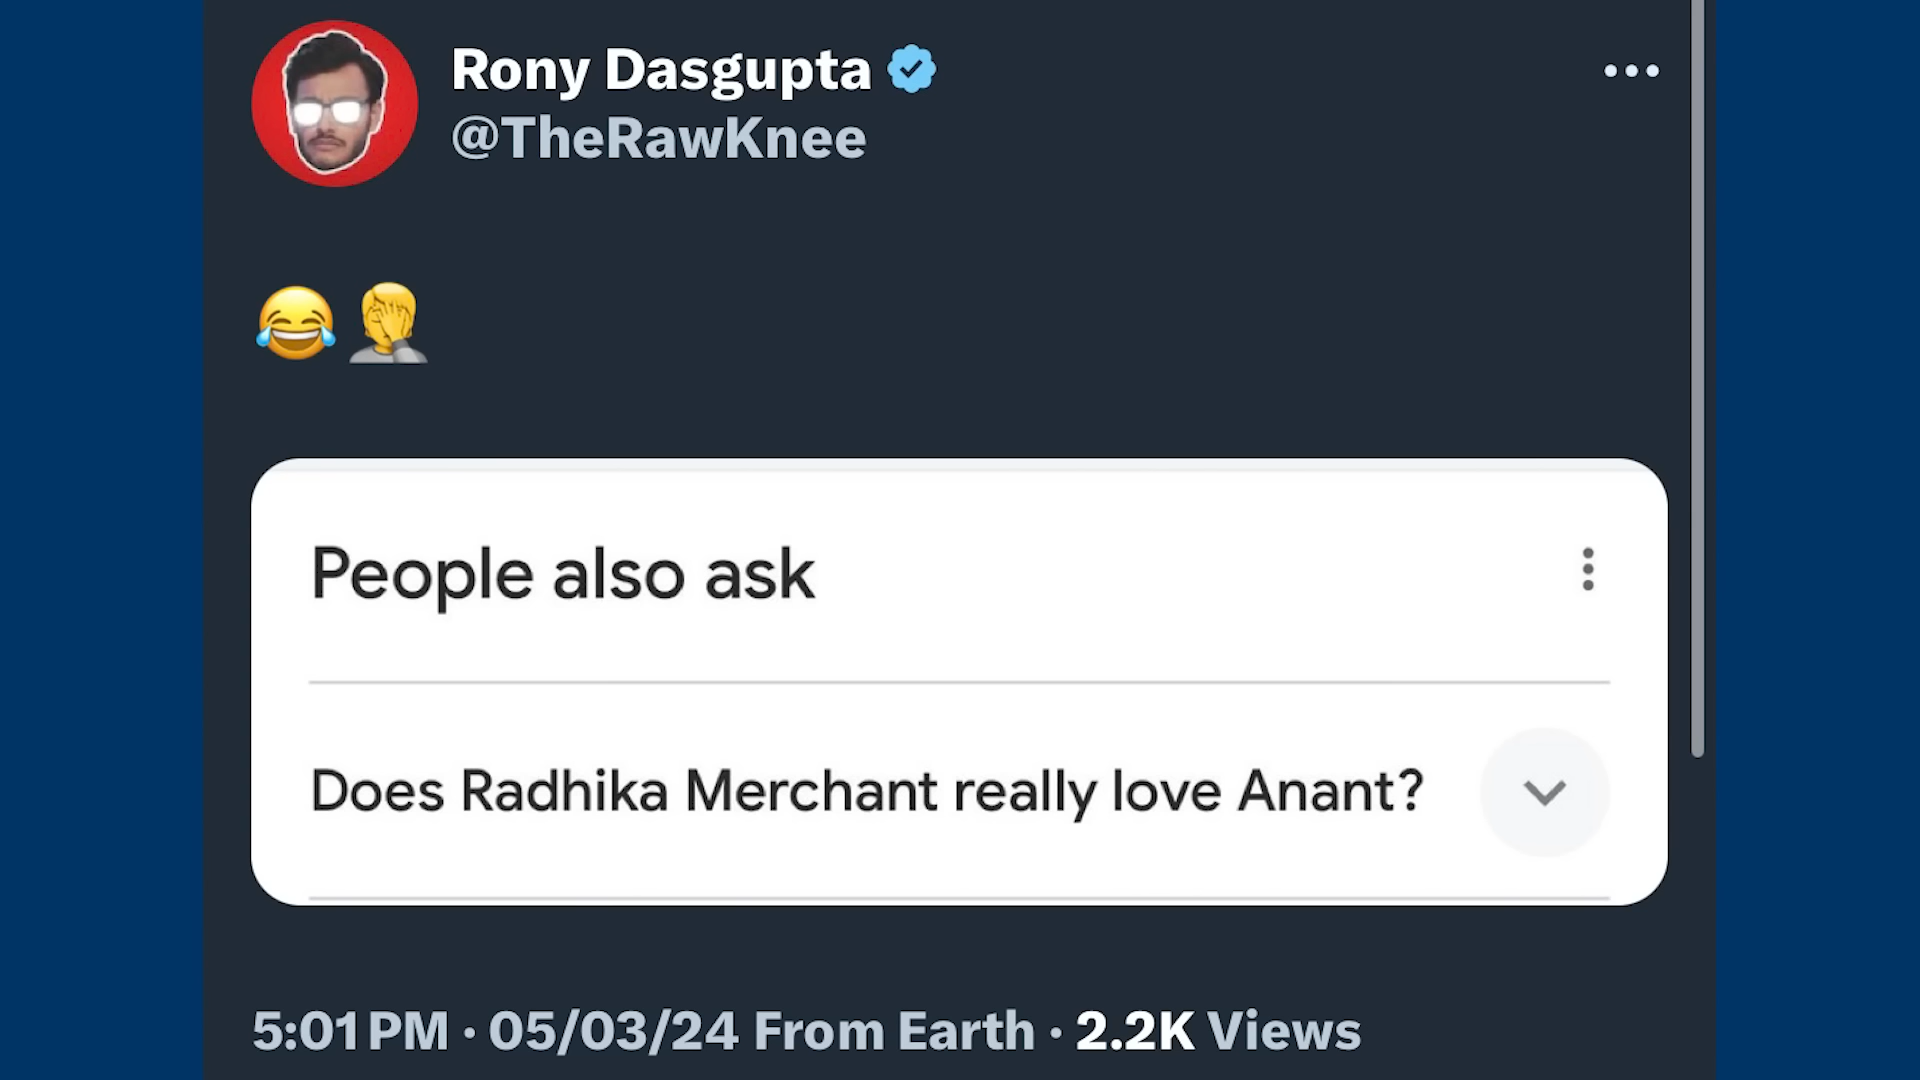 Rony Dasgupta
@TheRawKnee
😂 🤦
People also ask
Does Radhika Merchant really love Anant?
5:01 PM · 05/03/24 From Earth · 2.2K Views